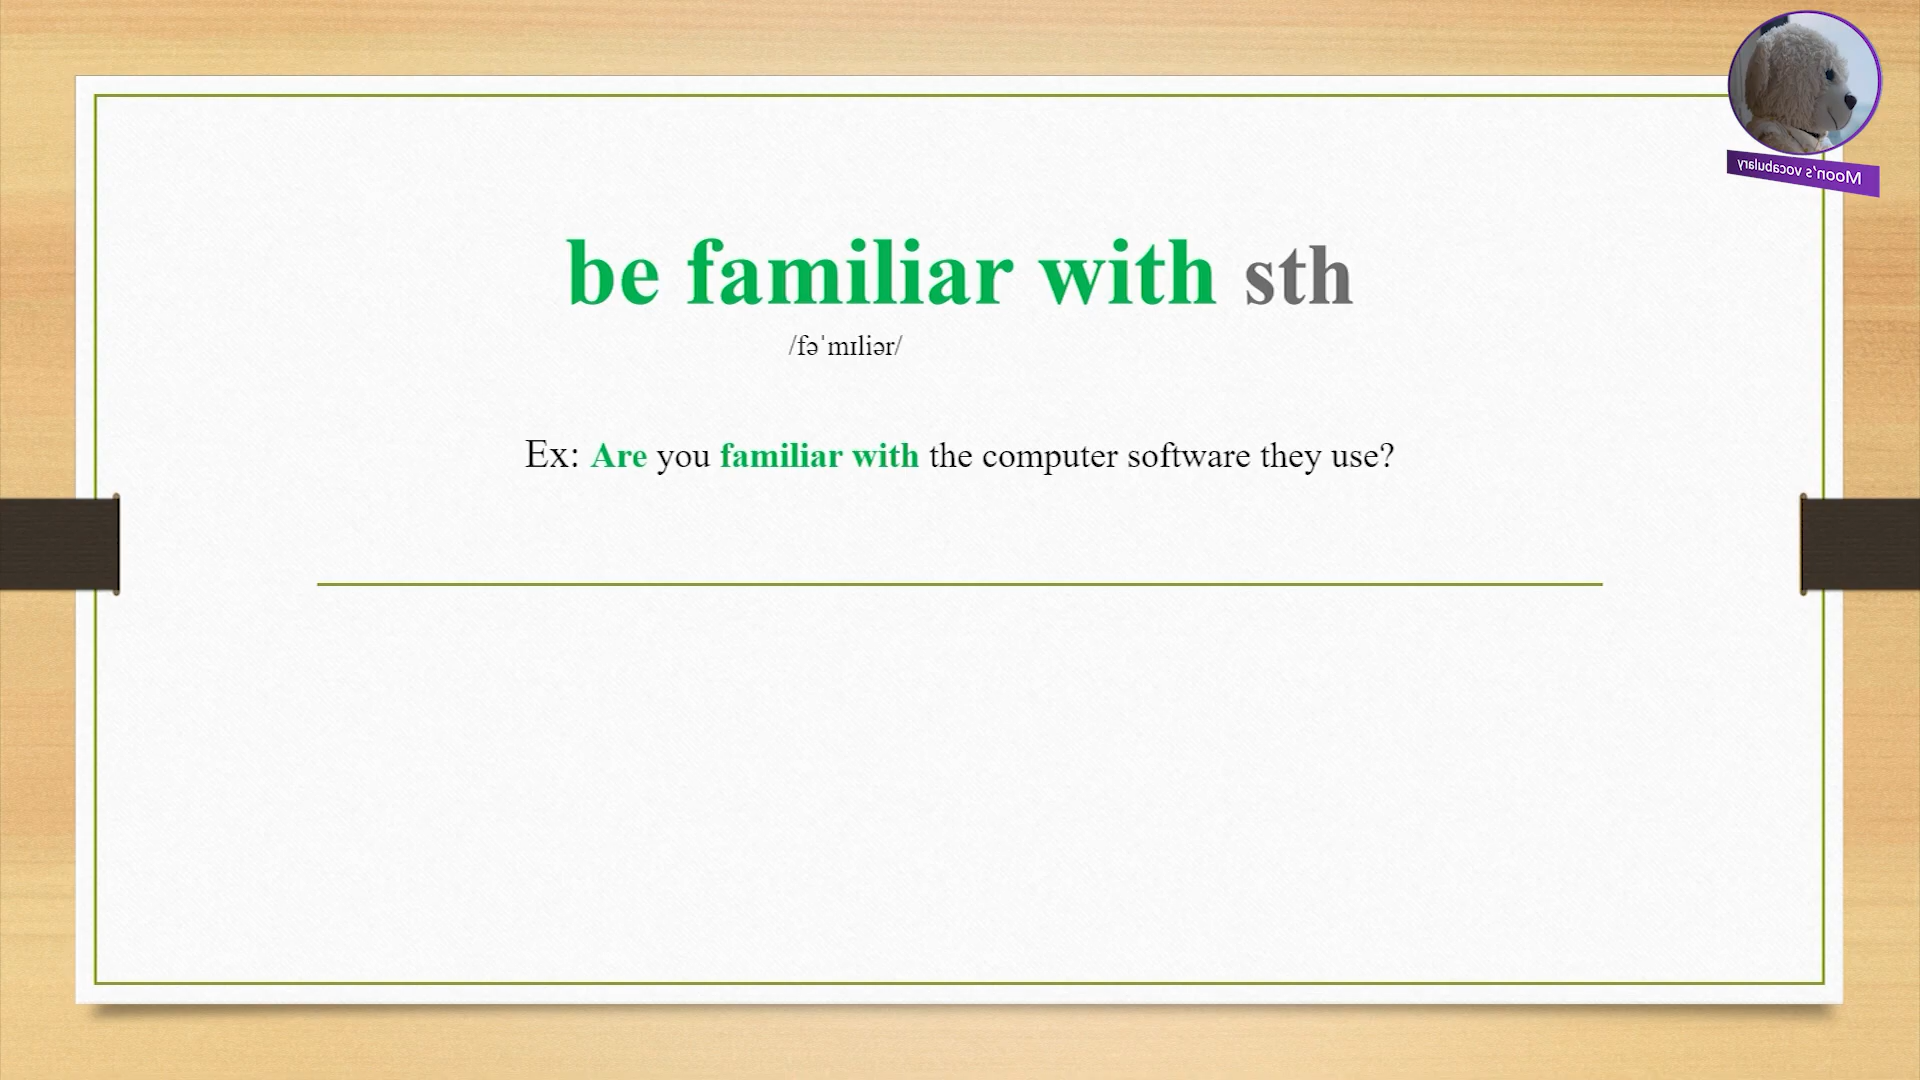 Moon's vocabulary
be familiar with sth
/fəˈmɪliər/
Ex: Are you familiar with the computer software they use?